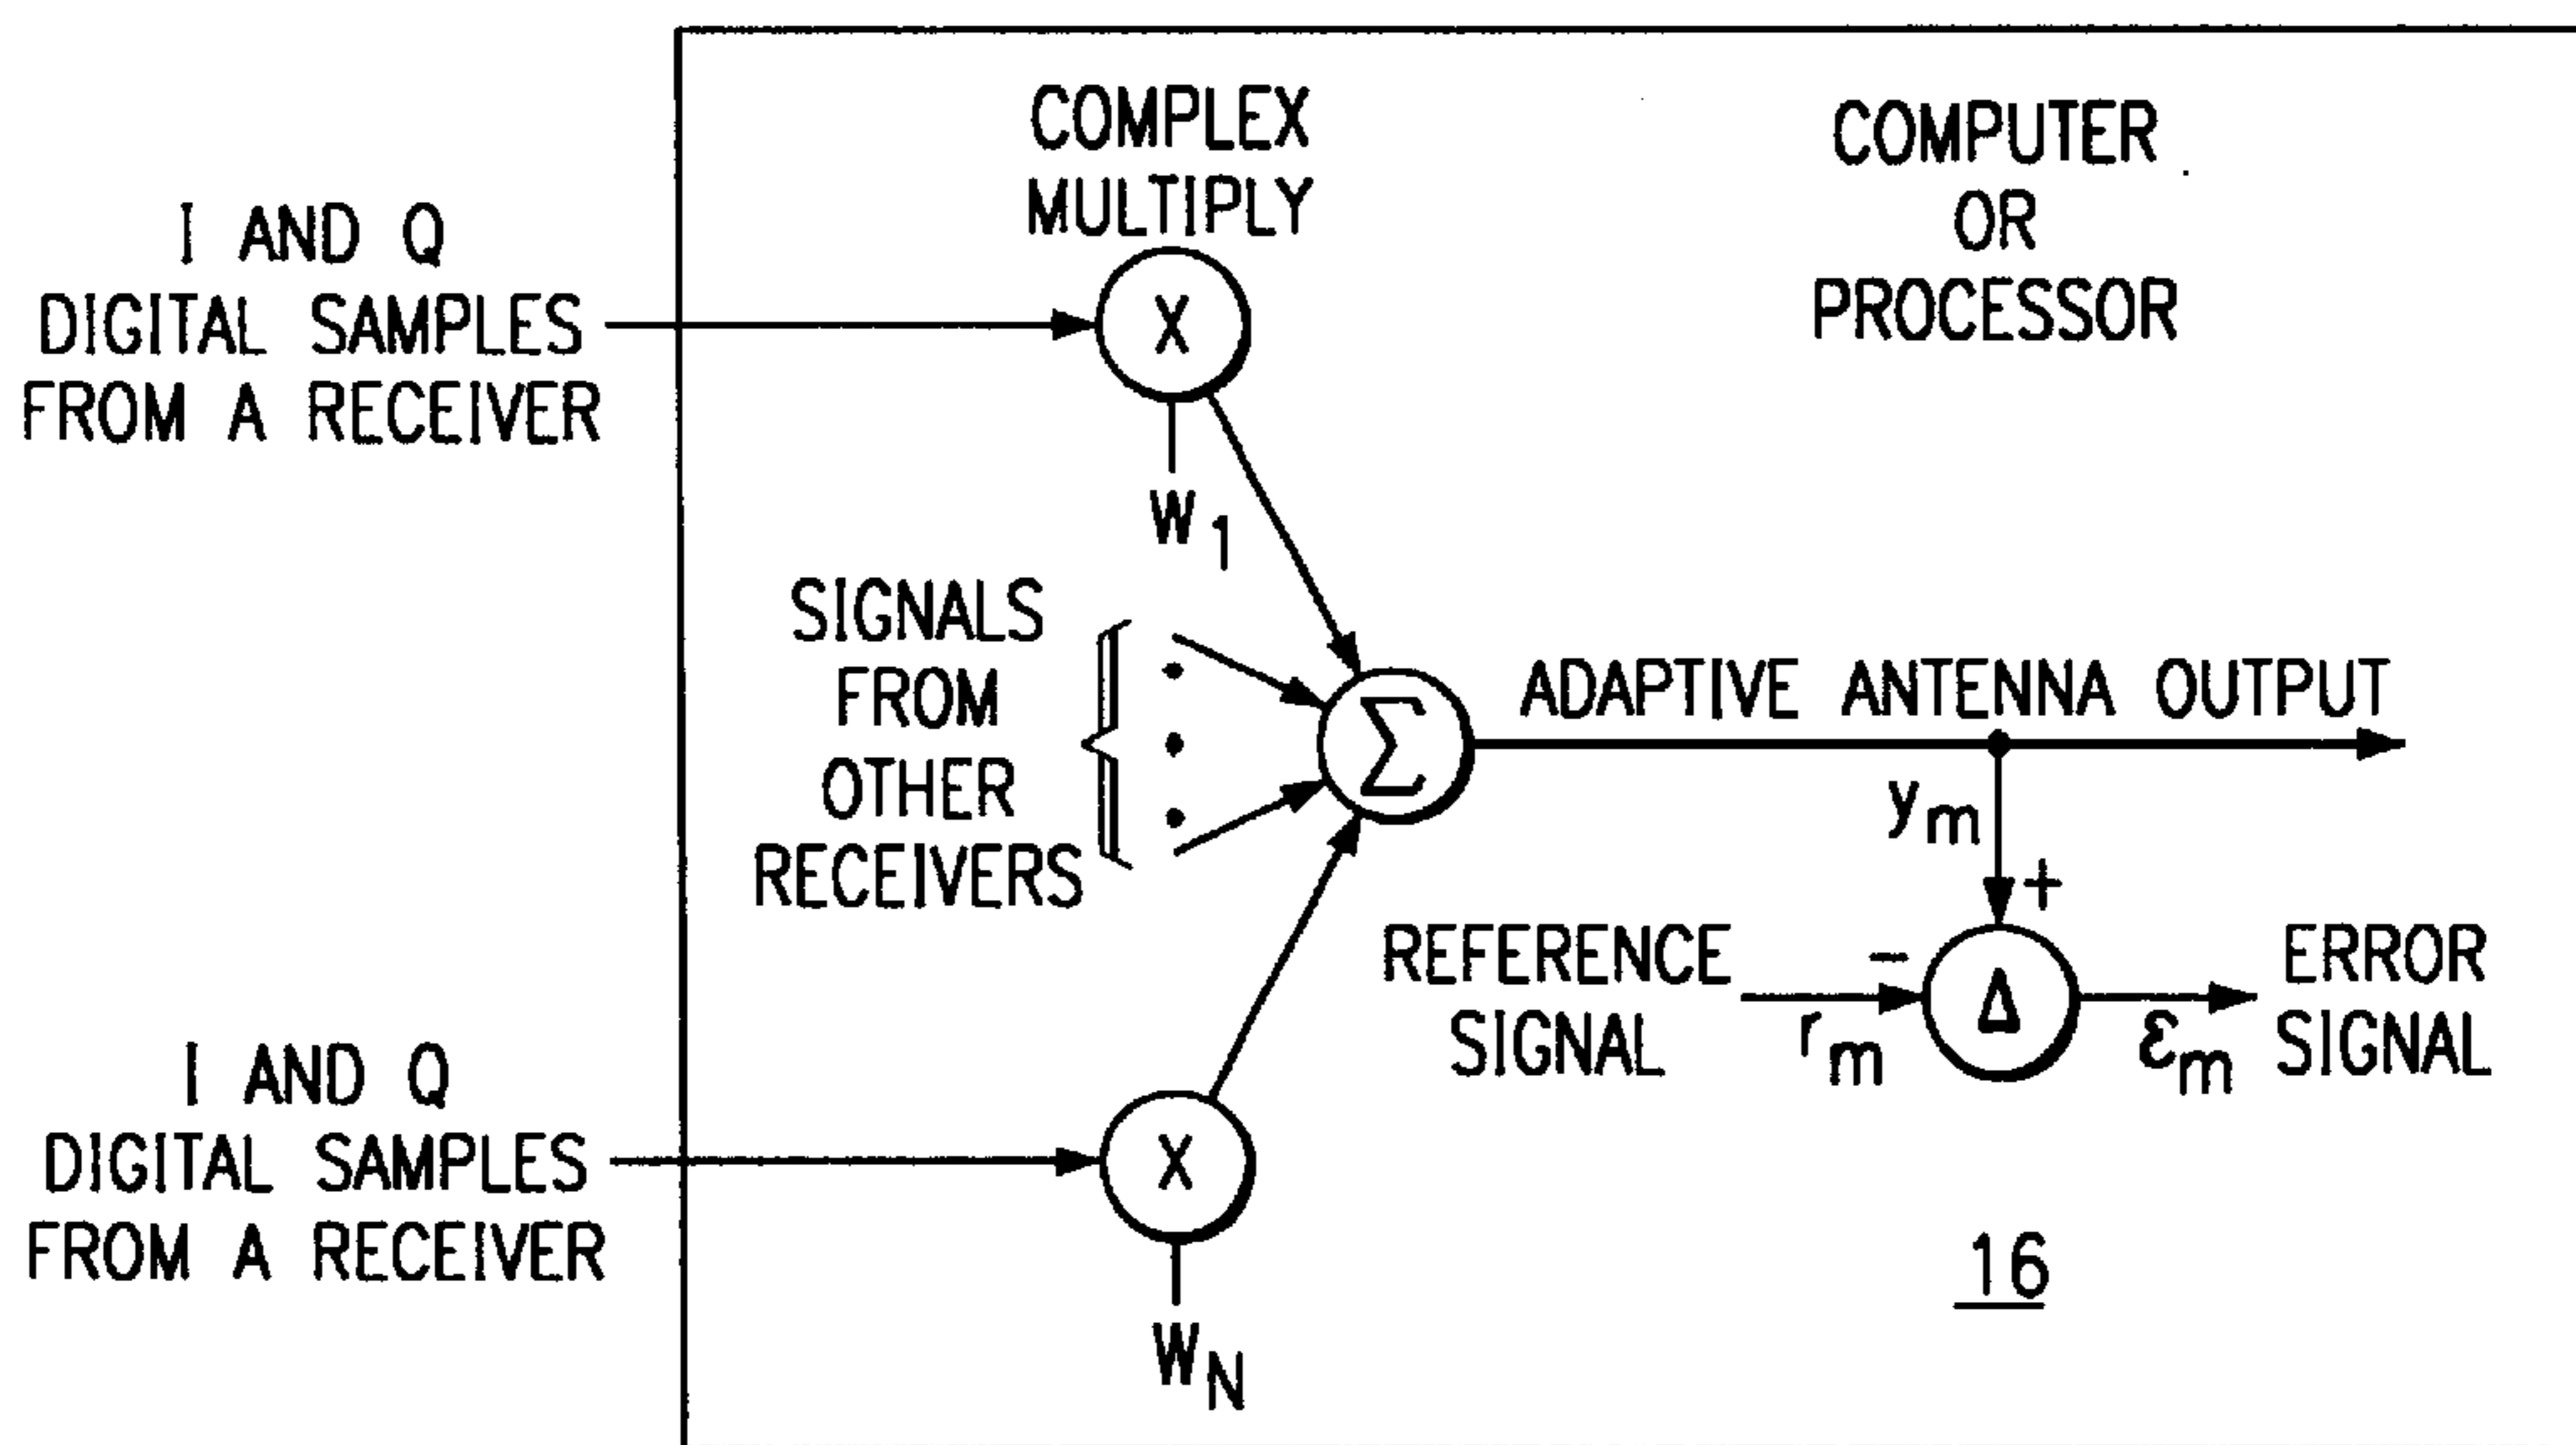 COMPLEX
MULTIPLY
COMPUTER
OR
PROCESSOR
I AND Q
DIGITAL SAMPLES
FROM A RECEIVER
X
W1
SIGNALS
FROM
OTHER
RECEIVERS
Σ
ADAPTIVE ANTENNA OUTPUT
ym
+
REFERENCE
SIGNAL
-
rm
Δ
εm
ERROR
SIGNAL
I AND Q
DIGITAL SAMPLES
FROM A RECEIVER
X
WN
16